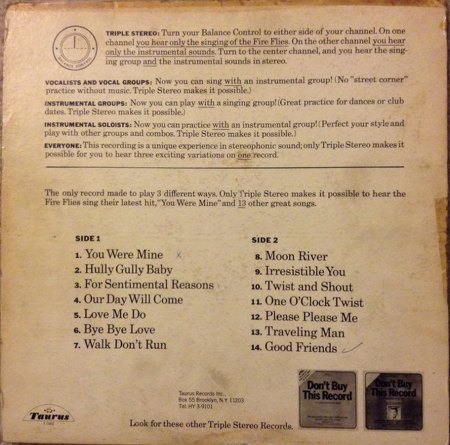 TRIPLE STEREO: Turn your Balance Control to either side of your channel. On one
channel you hear only the singing of the Fire Flies. On the other channel you hear
only the instrumental sounds. Turn to the center channel, and you hear the sing-
ing group and the instrumental sounds in stereo.
VOCALISTS AND VOCAL GROUPS: Now you can sing with an instrumental group! (No "street corner"
practice without music. Triple Stereo makes it possible.)
INSTRUMENTAL GROUPS: Now you can play with a singing group! (Great practice for dances or club
dates. Triple Stereo makes it possible.)
INSTRUMENTAL SOLOISTS: Now you can practice with an instrumental group! (Perfect your style and
play with other groups and combos. Triple Stereo makes it possible.)
EVERYONE: This recording is a unique experience in stereophonic sound; only Triple Stereo makes it
possible for you to hear three exciting variations on one record.
The only record made to play 3 different ways. Only Triple Stereo makes it possible to hear the
Fire Flies sing their latest hit, "You Were Mine" and 13 other great songs.
SIDE 1
1. You Were Mine
2. Hully Gully Baby
3. For Sentimental Reasons
4. Our Day Will Come
5. Love Me Do
6. Bye Bye Love
7. Walk Don't Run
SIDE 2
8. Moon River
9. Irresistible You
10. Twist and Shout
11. One O'Clock Twist
12. Please Please Me
13. Traveling Man
14. Good Friends
Don't Buy
This Record
Don't Buy
This Record
Taurus
Taurus Records Inc.
Box 55 Brooklyn, N.Y. 11203
Tel. HY 3-9101
Look for these other Triple Stereo Records.